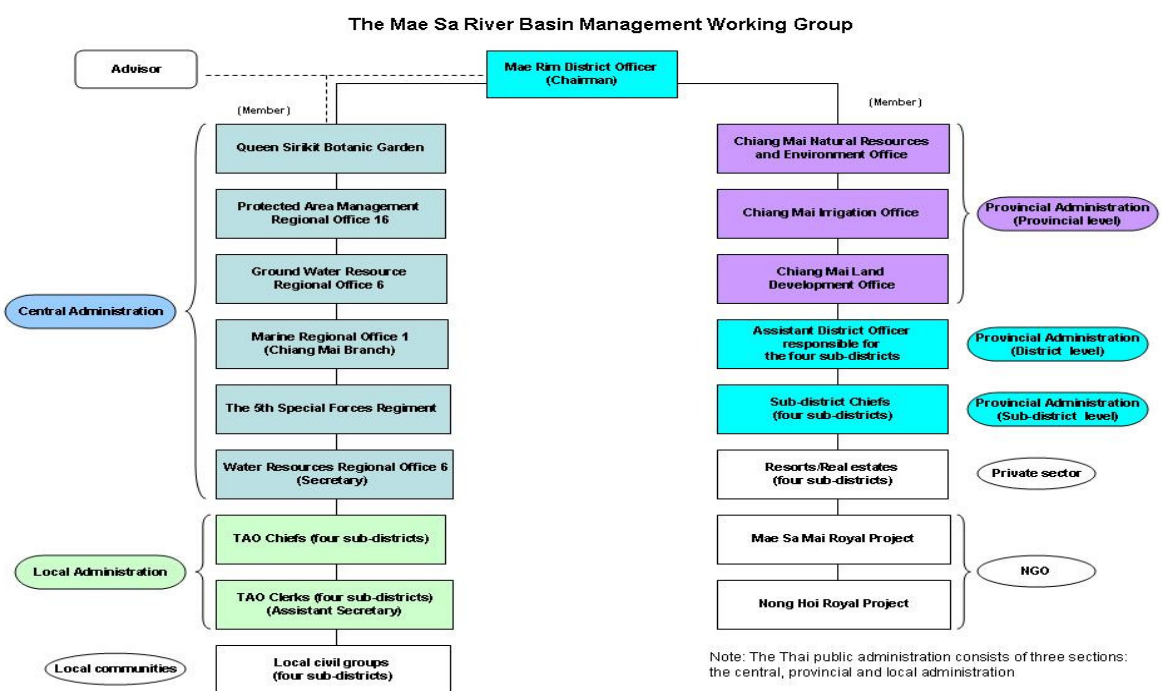 The Mae Sa River Basin Management Working Group
Advisor
Mae Rim District Officer
(Chairman)
(Member)
(Member)
Central Administration
Queen Sirikit Botanic Garden
Protected Area Management
Regional Office 16
Ground Water Resource
Regional Office 6
Marine Regional Office 1
(Chiang Mai Branch)
The 5th Special Forces Regiment
Water Resources Regional Office 6
(Secretary)
Local Administration
TAO Chiefs (four sub-districts)
TAO Clerks (four sub-districts)
(Assistant Secretary)
Local communities
Local civil groups
(four sub-districts)
Chiang Mai Natural Resources
and Environment Office
Chiang Mai Irrigation Office
Chiang Mai Land
Development Office
Provincial Administration
(Provincial level)
Assistant District Officer
responsible for
the four sub-districts
Provincial Administration
(District level)
Sub-district Chiefs
(four sub-districts)
Provincial Administration
(Sub-district level)
Resorts/Real estates
(four sub-districts)
Private sector
Mae Sa Mai Royal Project
Nong Hoi Royal Project
NGO
Note: The Thai public administration consists of three sections:
the central, provincial and local administration